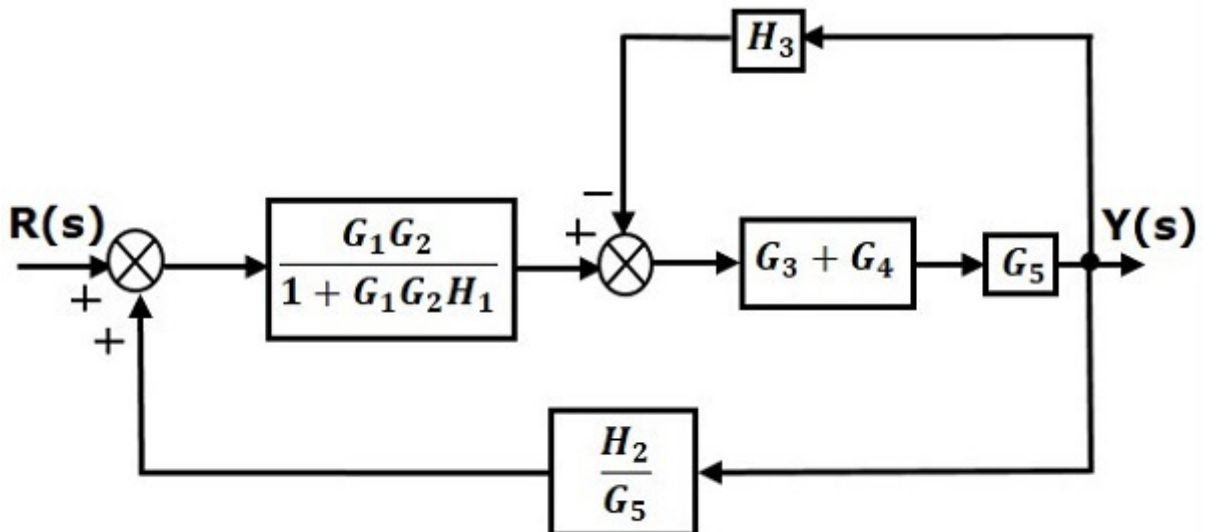 H₃
−
R(s)
+
+
G₁G₂
1 + G₁G₂H₁
+
G₃ + G₄
G₅
Y(s)
H₂
G₅